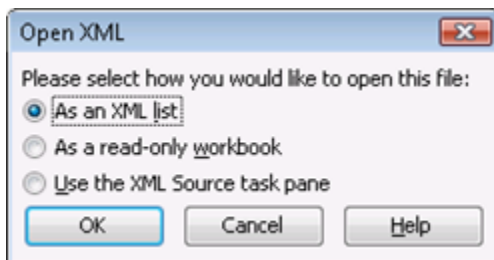 Open XML
Please select how you would like to open this file:
As an XML list
As a read-only workbook
Use the XML Source task pane
OK Cancel Help